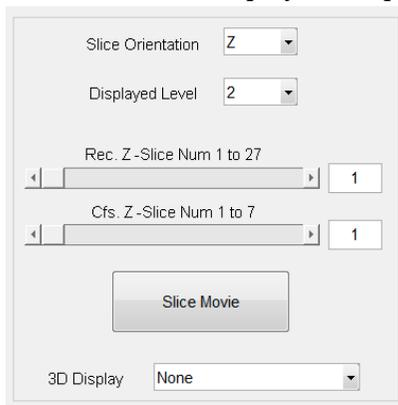 Slice Orientation Z
Displayed Level 2
Rec. Z -Slice Num 1 to 27
1
Cfs. Z -Slice Num 1 to 7
1
Slice Movie
3D Display None